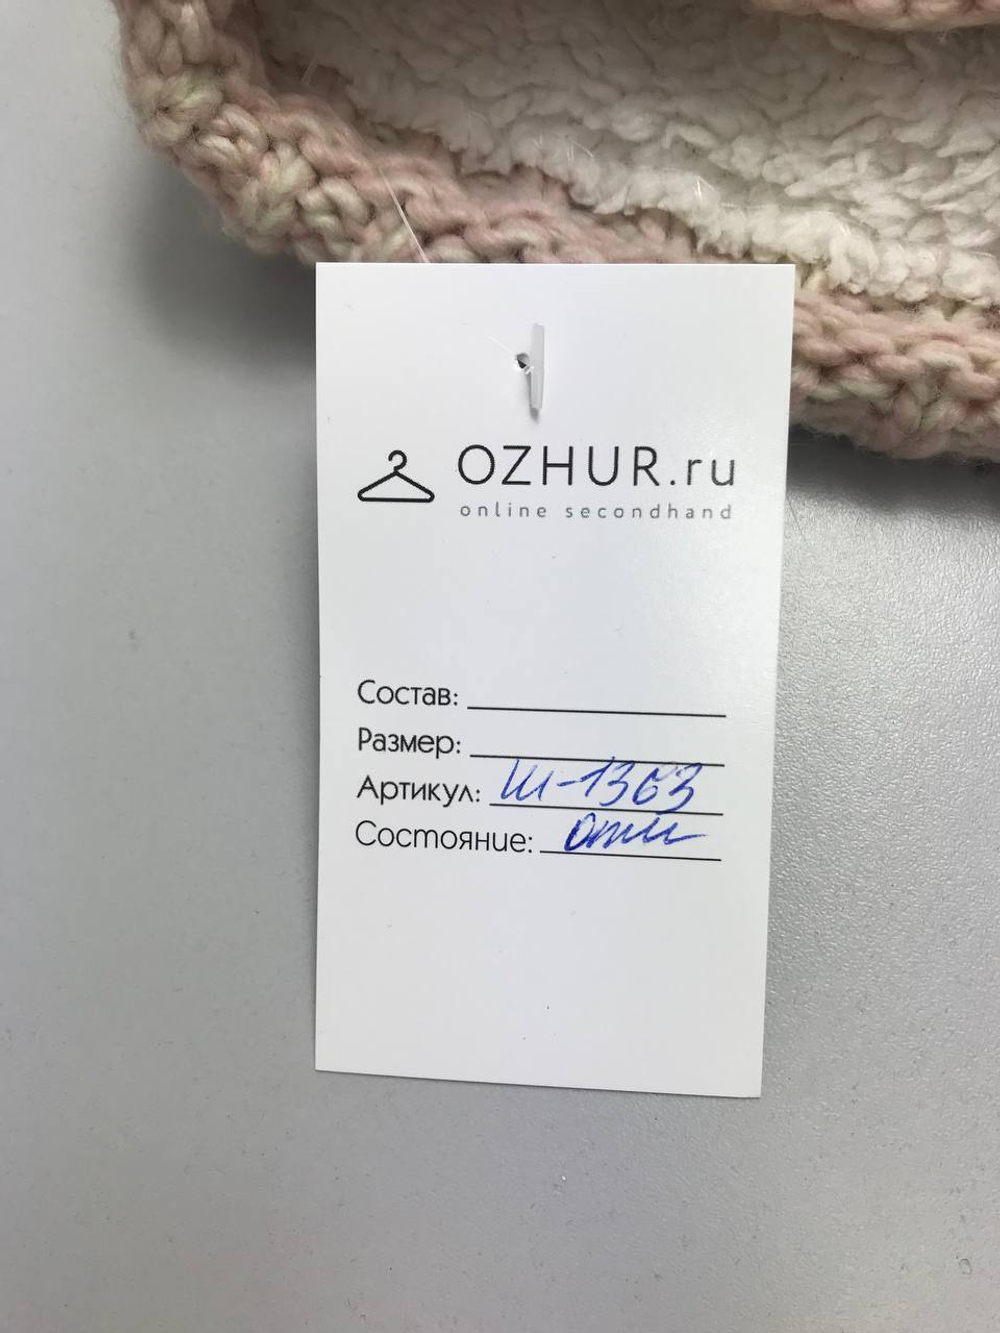 OZHUR.ru
online secondhand
Состав:
Размер:
Артикул: Ш-1363
Состояние: отл